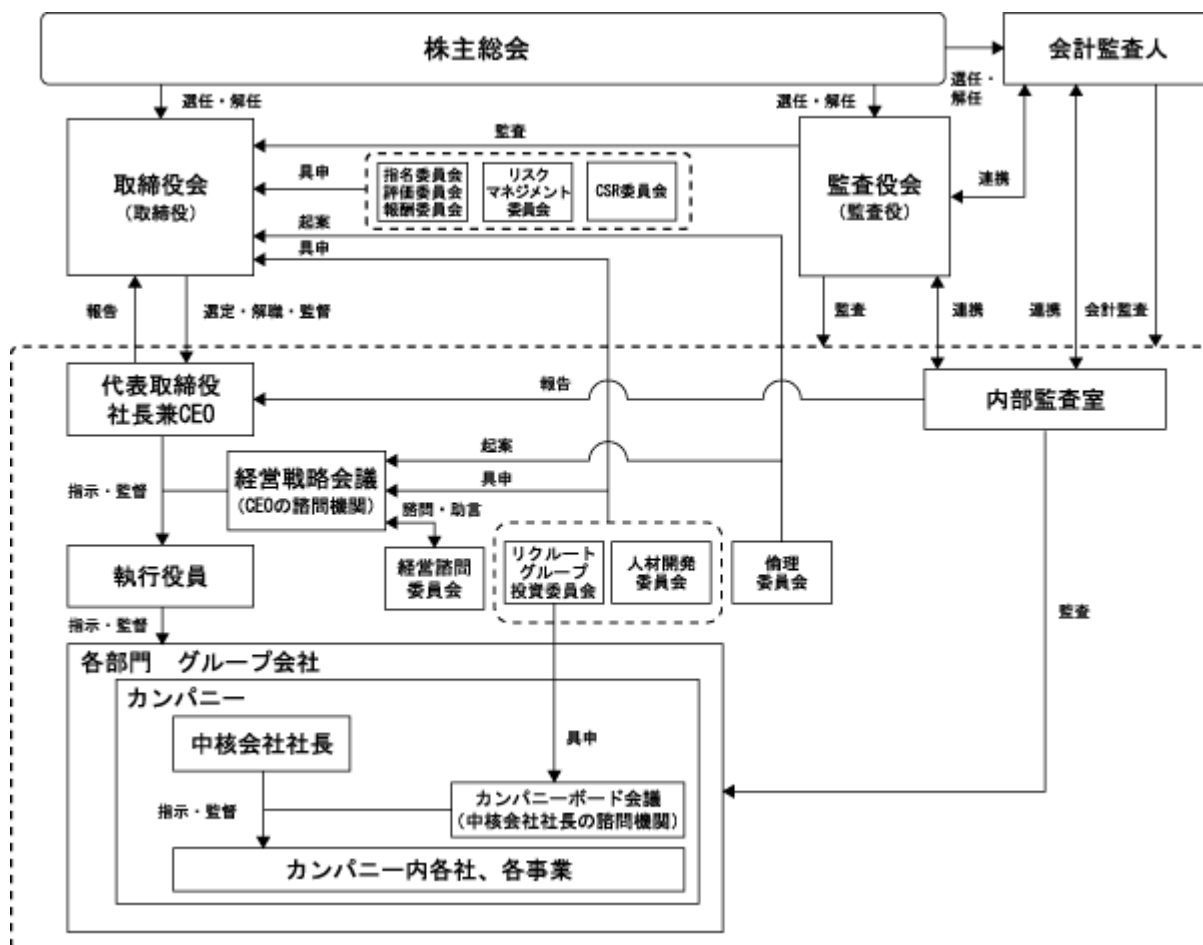 株主総会
会計監査人
選任・解任
選任・解任
選任・
解任
監査
取締役会
(取締役)
具申
指名委員会
評価委員会
報酬委員会
リスク
マネジメント
委員会
CSR委員会
監査役会
(監査役)
連携
起案
具申
報告
選定・解職・監督
監査
連携
連携
会計監査
代表取締役
社長兼CEO
報告
内部監査室
起案
経営戦略会議
(CEOの諮問機関)
具申
指示・監督
諮問・助言
執行役員
経営諮問
委員会
リクルート
グループ
投資委員会
人材開発
委員会
倫理
委員会
指示・監督
監査
各部門　グループ会社
カンパニー
中核会社社長
具申
指示・監督
カンパニーボード会議
(中核会社社長の諮問機関)
カンパニー内各社、各事業